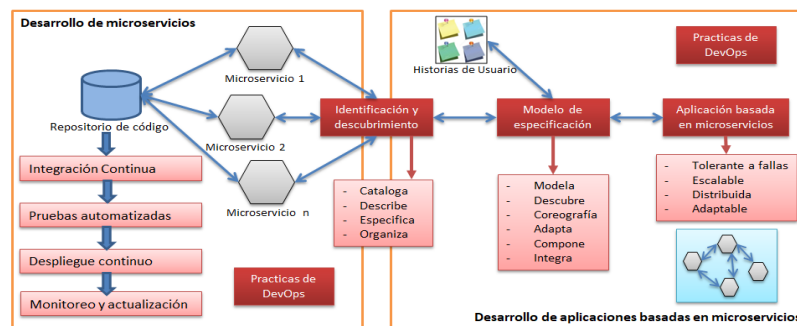 Desarrollo de microservicios
Repositorio de código
Integración Continua
Pruebas automatizadas
Despliegue continuo
Monitoreo y actualización
Microservicio 1
Microservicio 2
Microservicio n
Practicas de
DevOps
Identificación y
descubrimiento
- Cataloga
- Describe
- Especifica
- Organiza
Historias de Usuario
Modelo de
especificación
- Modela
- Descubre
- Coreografía
- Adapta
- Compone
- Integra
Practicas de
DevOps
Aplicación basada
en microservicios
- Tolerante a fallas
- Escalable
- Distribuida
- Adaptable
Desarrollo de aplicaciones basadas en microservicios